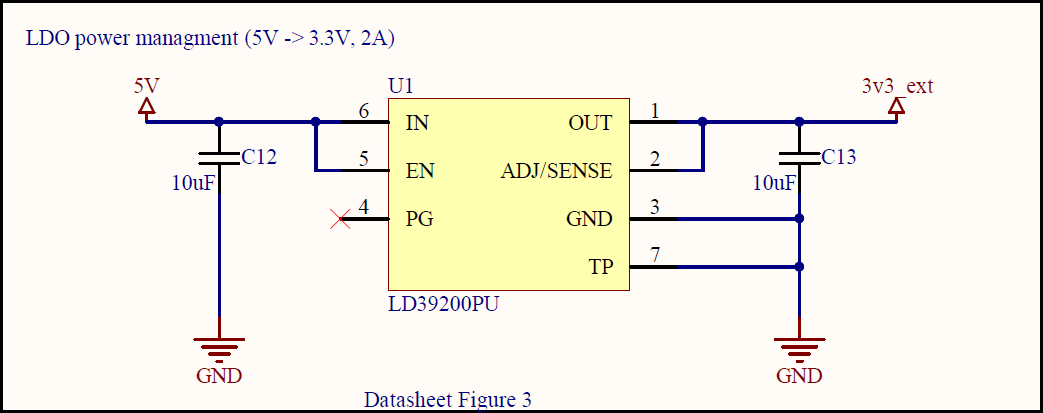 LDO power managment (5V -> 3.3V, 2A)
5V U1 3v3_ext
6 IN OUT 1
C12 C13
10uF 5 EN ADJ/SENSE 2 10uF
4 PG GND 3
TP 7
LD39200PU
GND GND
Datasheet Figure 3